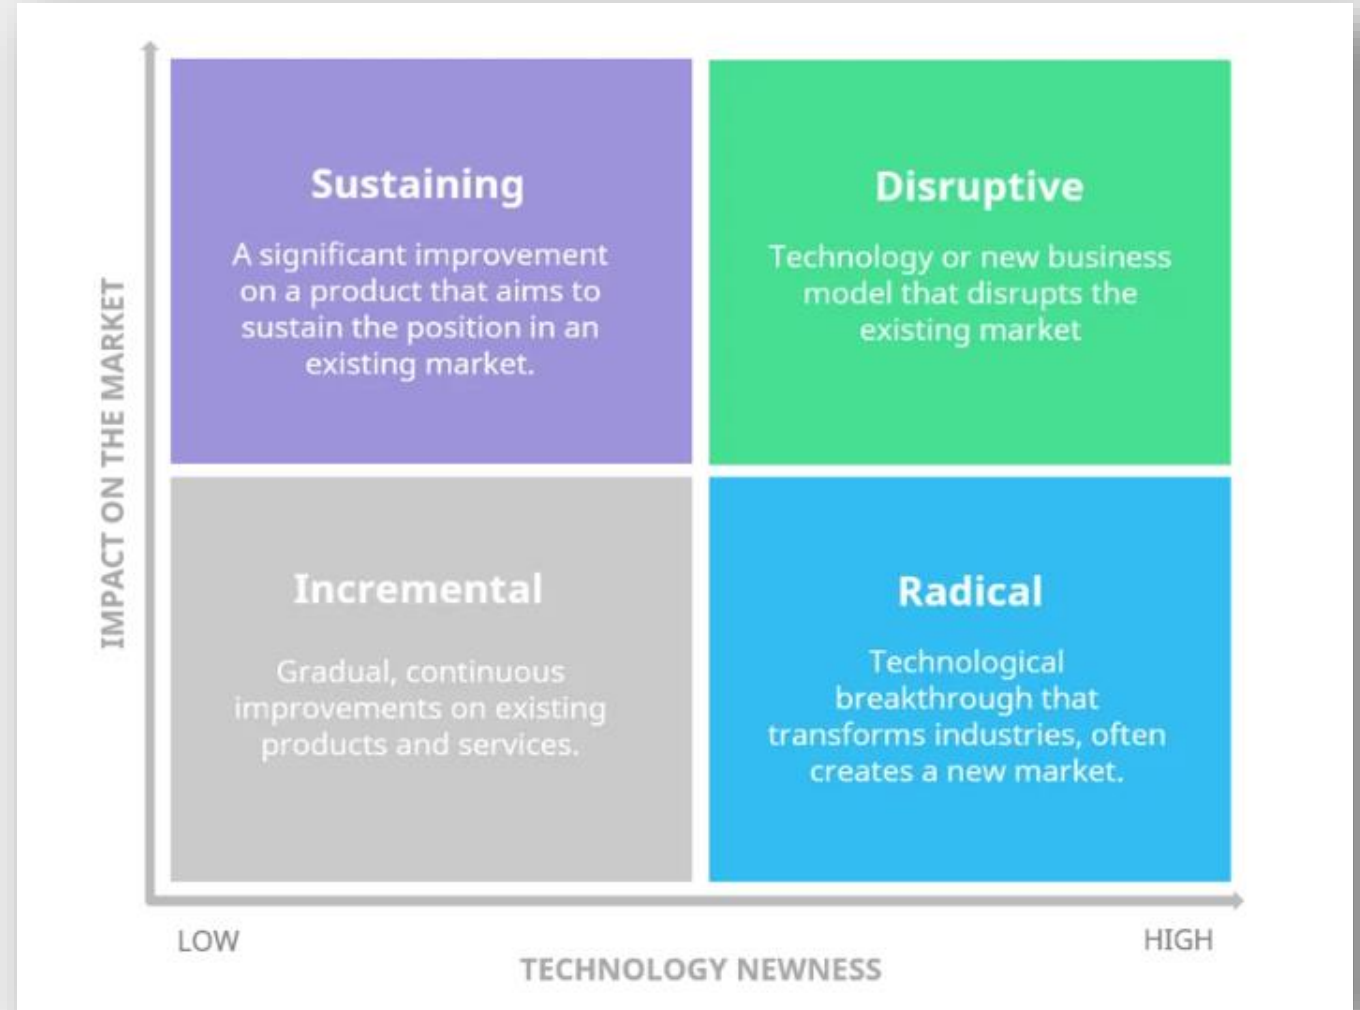 Sustaining
A significant improvement
on a product that aims to
sustain the position in an
existing market.
Disruptive
Technology or new business
model that disrupts the
existing market
Incremental
Gradual, continuous
improvements on existing
products and services.
Radical
Technological
breakthrough that
transforms industries, often
creates a new market.
IMPACT ON THE MARKET
LOW
HIGH
TECHNOLOGY NEWNESS